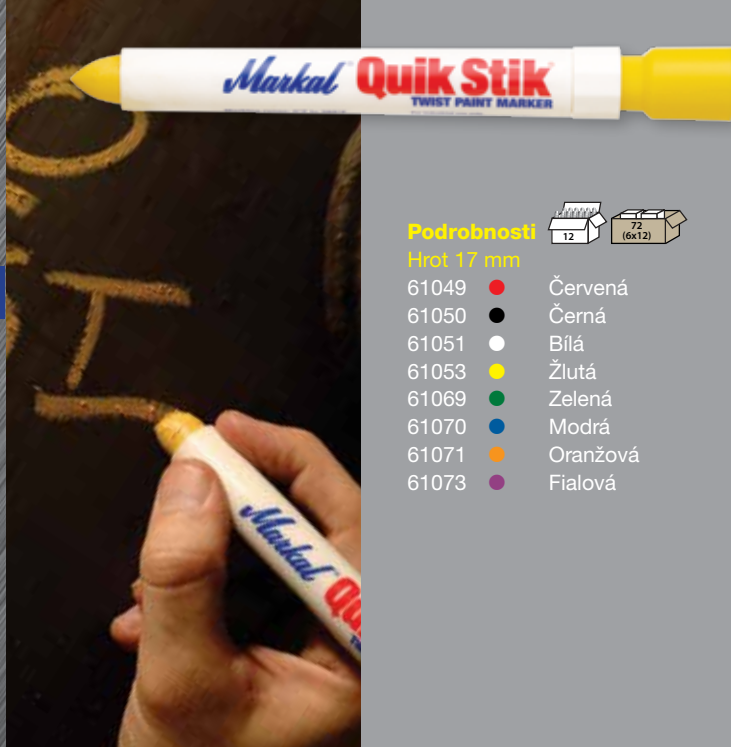 Markal Quik Stik
TWIST PAINT MARKER
Podrobnosti
12
72
(6x12)
Hrot 17 mm
61049 Červená
61050 Černá
61051 Bílá
61053 Žlutá
61069 Zelená
61070 Modrá
61071 Oranžová
61073 Fialová
Markal